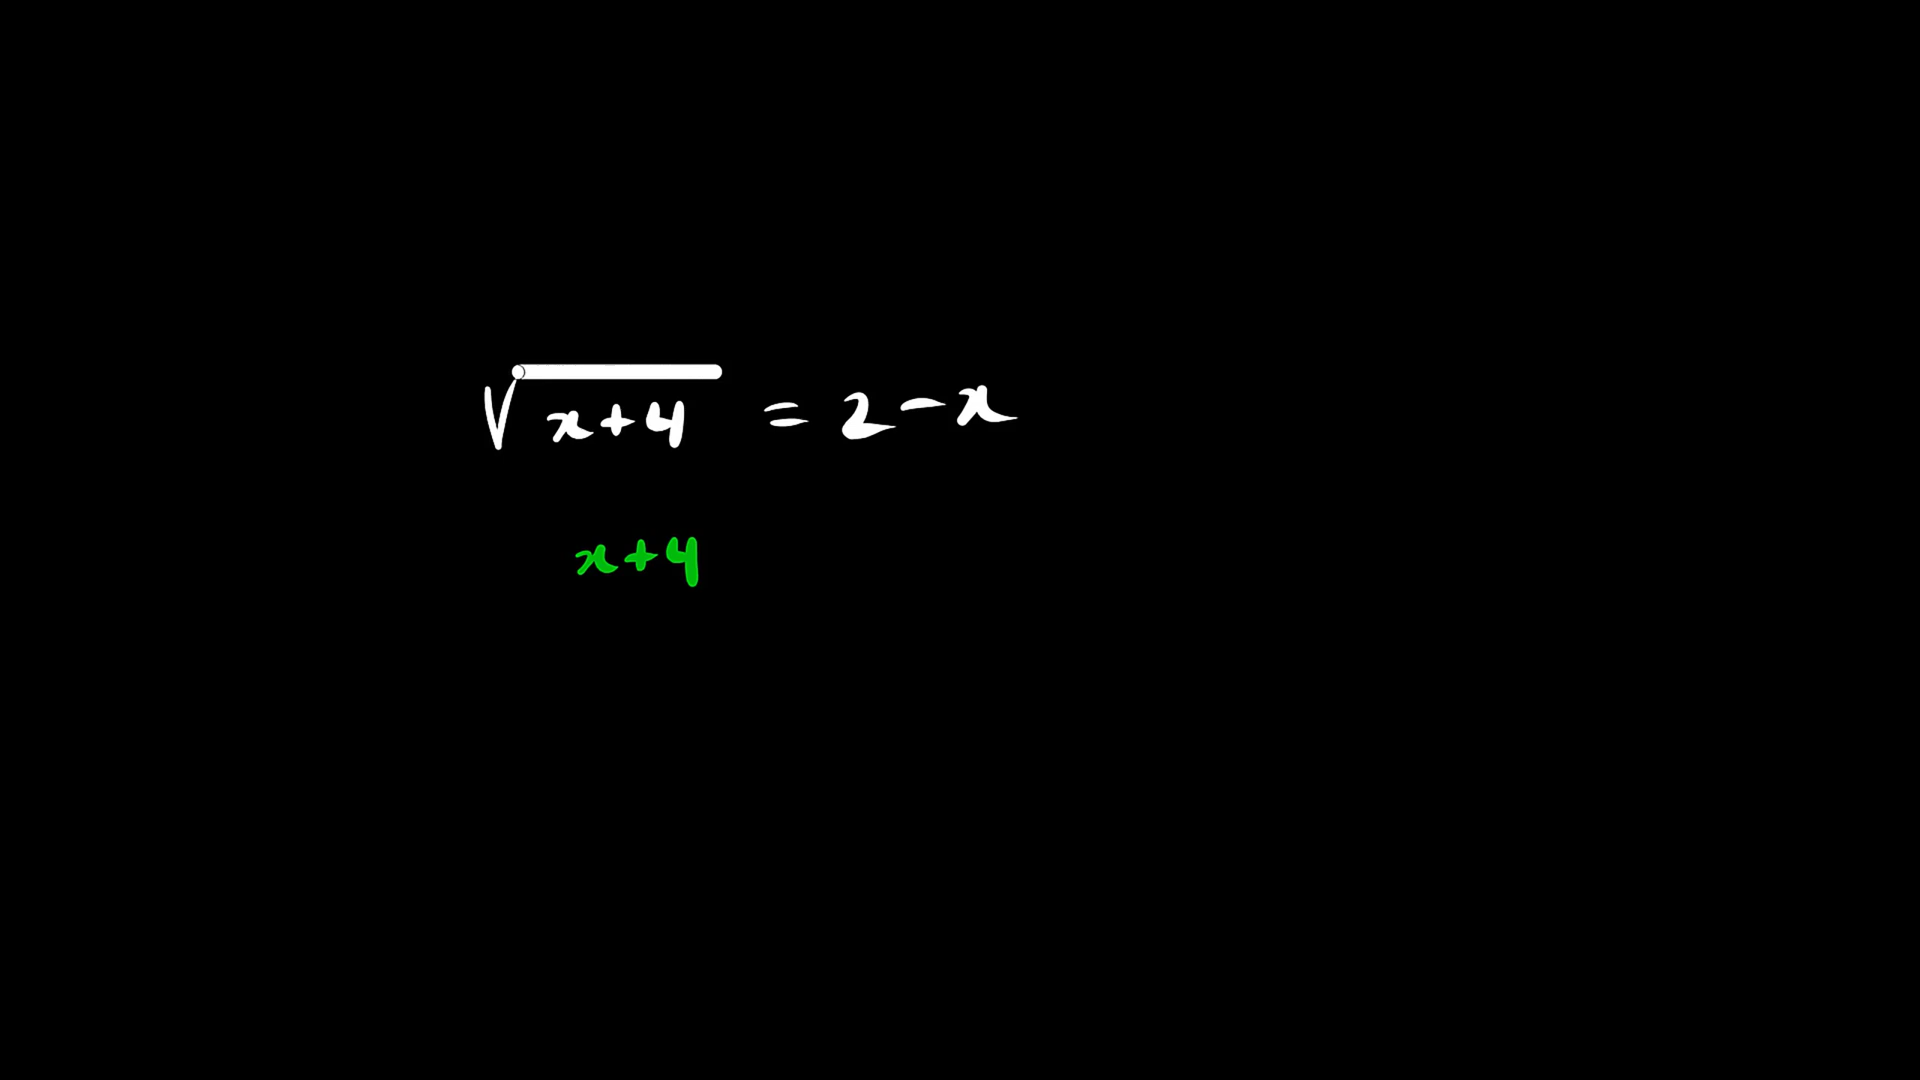 √x+4 = 2-x
x+4